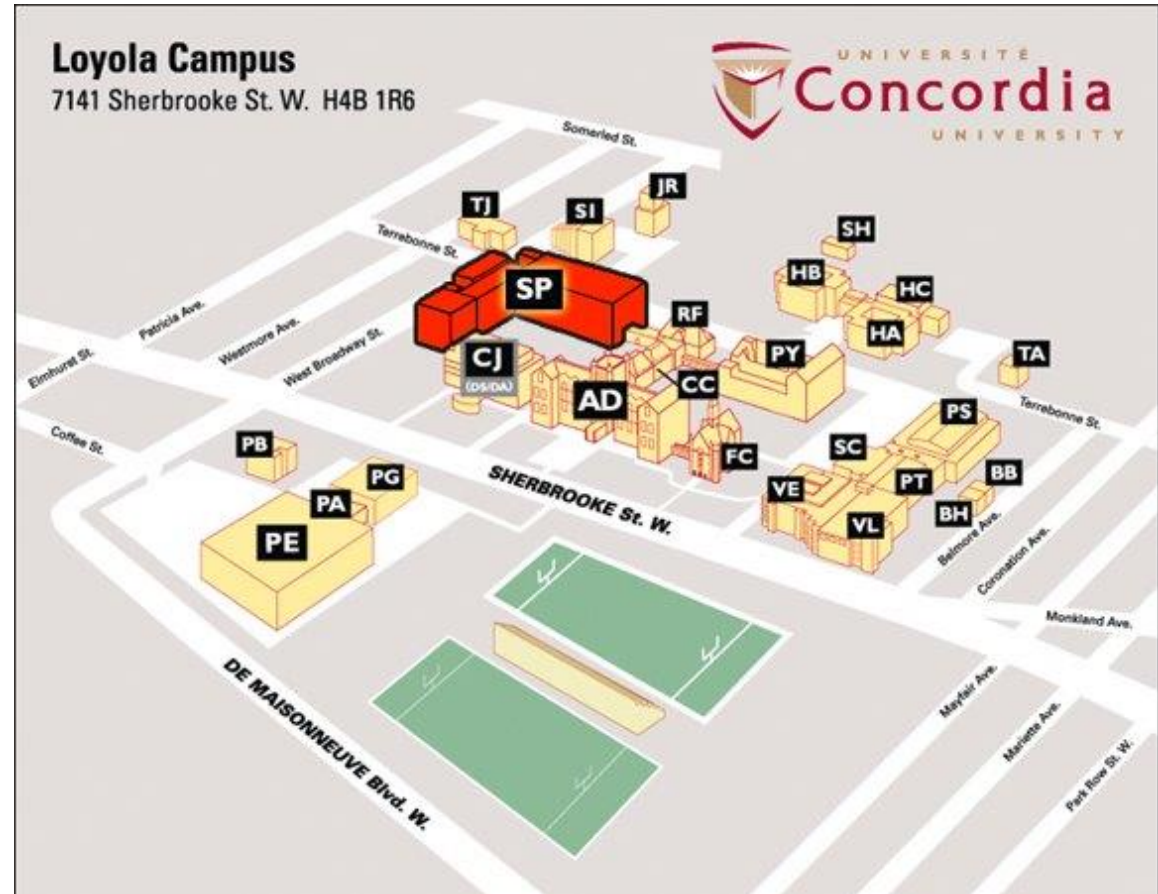 Loyola Campus
7141 Sherbrooke St. W. H4B 1R6
UNIVERSITÉ
Concordia
UNIVERSITY
Somerled St.
JR
TJ
SI
Terrebonne St.
SH
SP
HB
HC
Patricia Ave.
RF
HA
Westmore Ave.
PY
Elmhurst St.
West Broadway St.
CJ
(DS/DA)
CC
TA
AD
Terrebonne St.
PS
Coffee St.
PB
FC
SC
PG
SHERBROOKE St. W.
VE
PT
BB
PA
BH
VL
PE
Belmore Ave.
Coronation Ave.
Monkland Ave.
DE MAISONNEUVE Blvd. W.
Mayfair Ave.
Mariette Ave.
Park Row St. W.